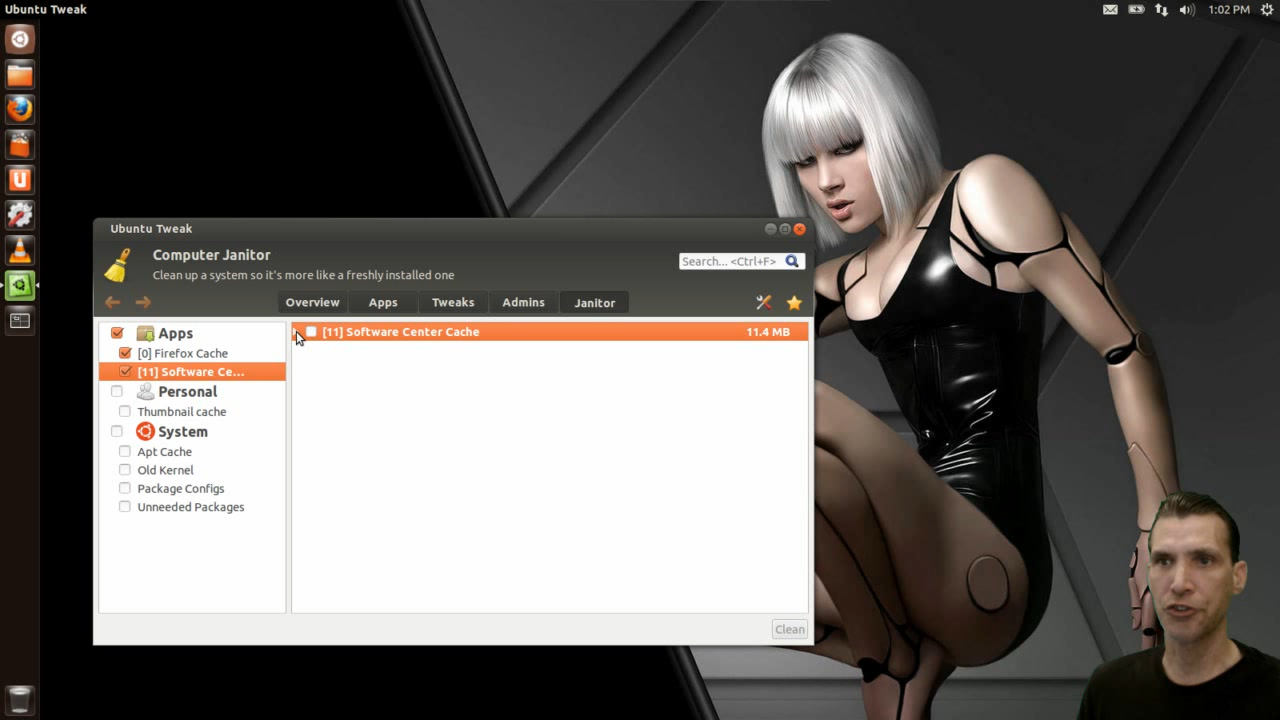 Ubuntu Tweak
1:02 PM
Ubuntu Tweak
Computer Janitor
Clean up a system so it's more like a freshly installed one
Search... <Ctrl+F>
Overview Apps Tweaks Admins Janitor
Apps
[0] Firefox Cache
[11] Software Ce...
Personal
Thumbnail cache
System
Apt Cache
Old Kernel
Package Configs
Unneeded Packages
[11] Software Center Cache 11.4 MB
Clean